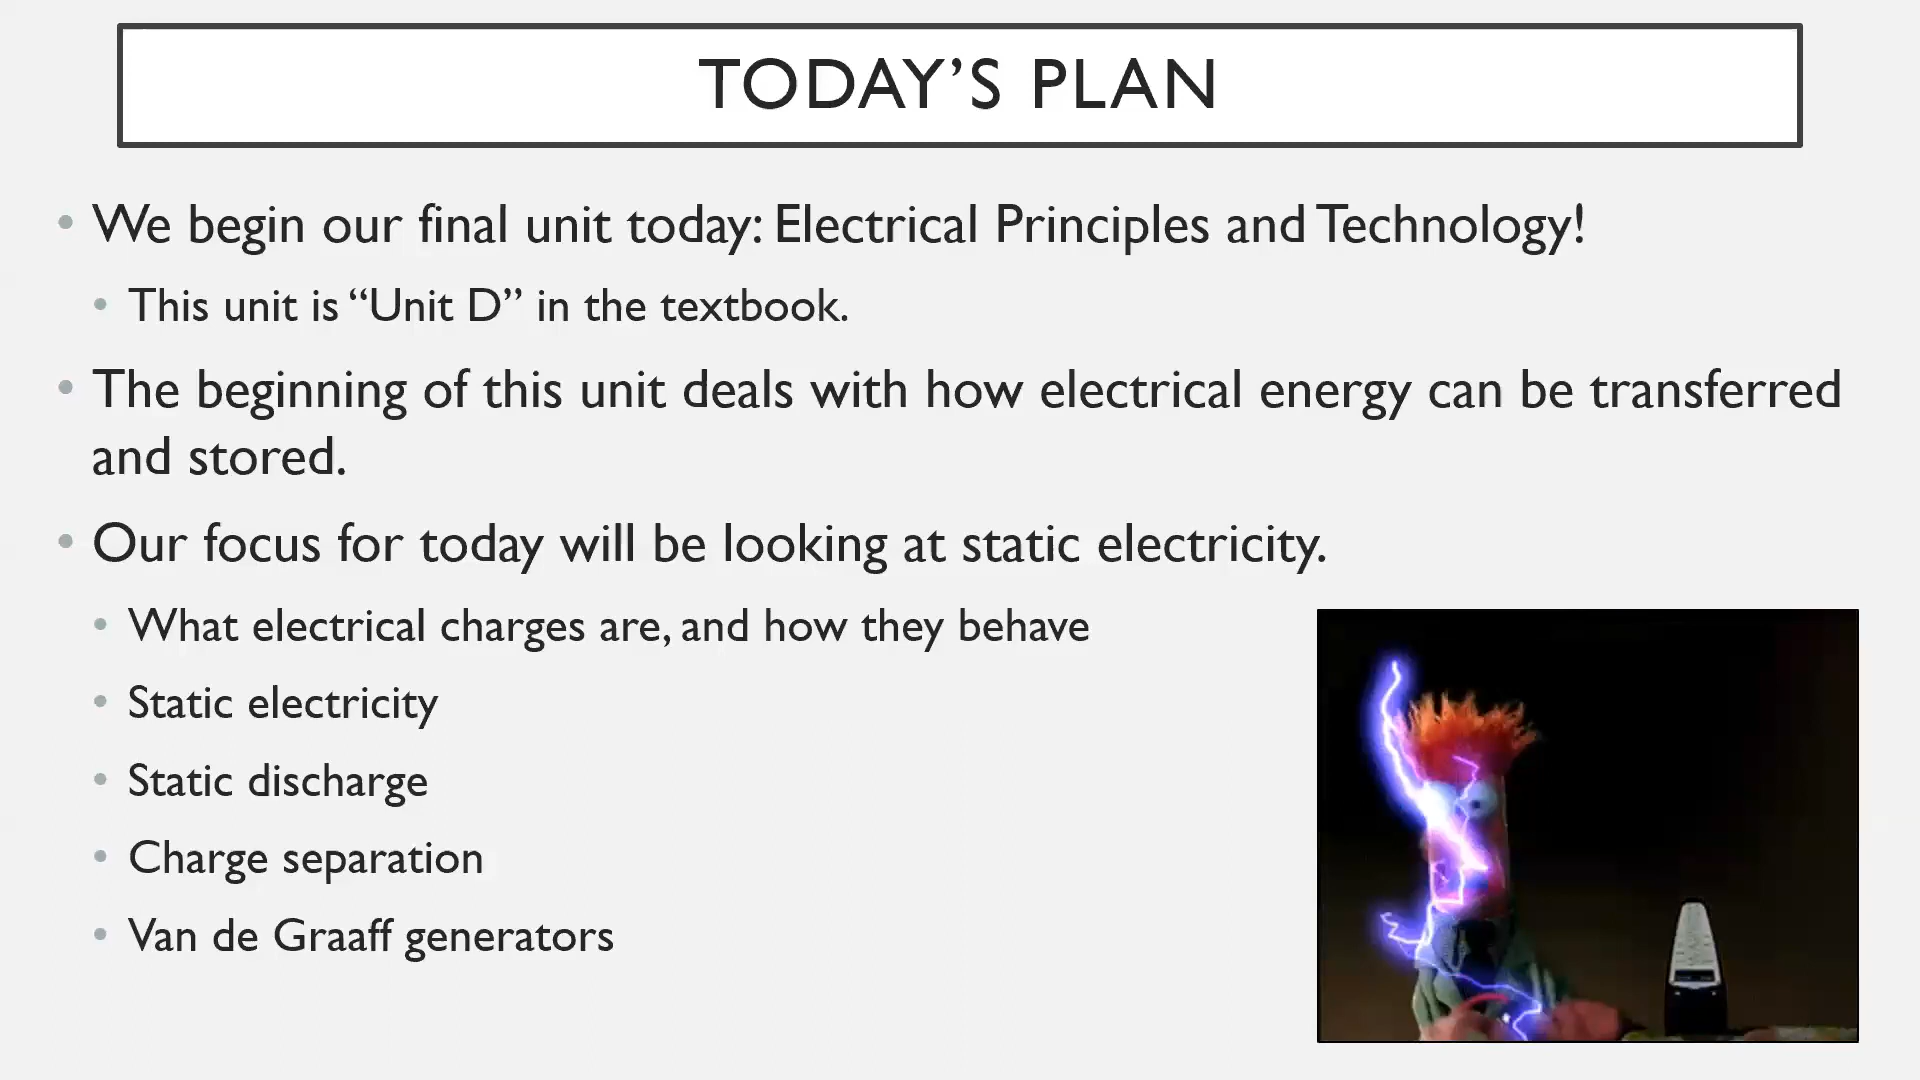 TODAY’S PLAN
• We begin our final unit today: Electrical Principles and Technology!
• This unit is “Unit D” in the textbook.
• The beginning of this unit deals with how electrical energy can be transferred
and stored.
• Our focus for today will be looking at static electricity.
• What electrical charges are, and how they behave
• Static electricity
• Static discharge
• Charge separation
• Van de Graaff generators